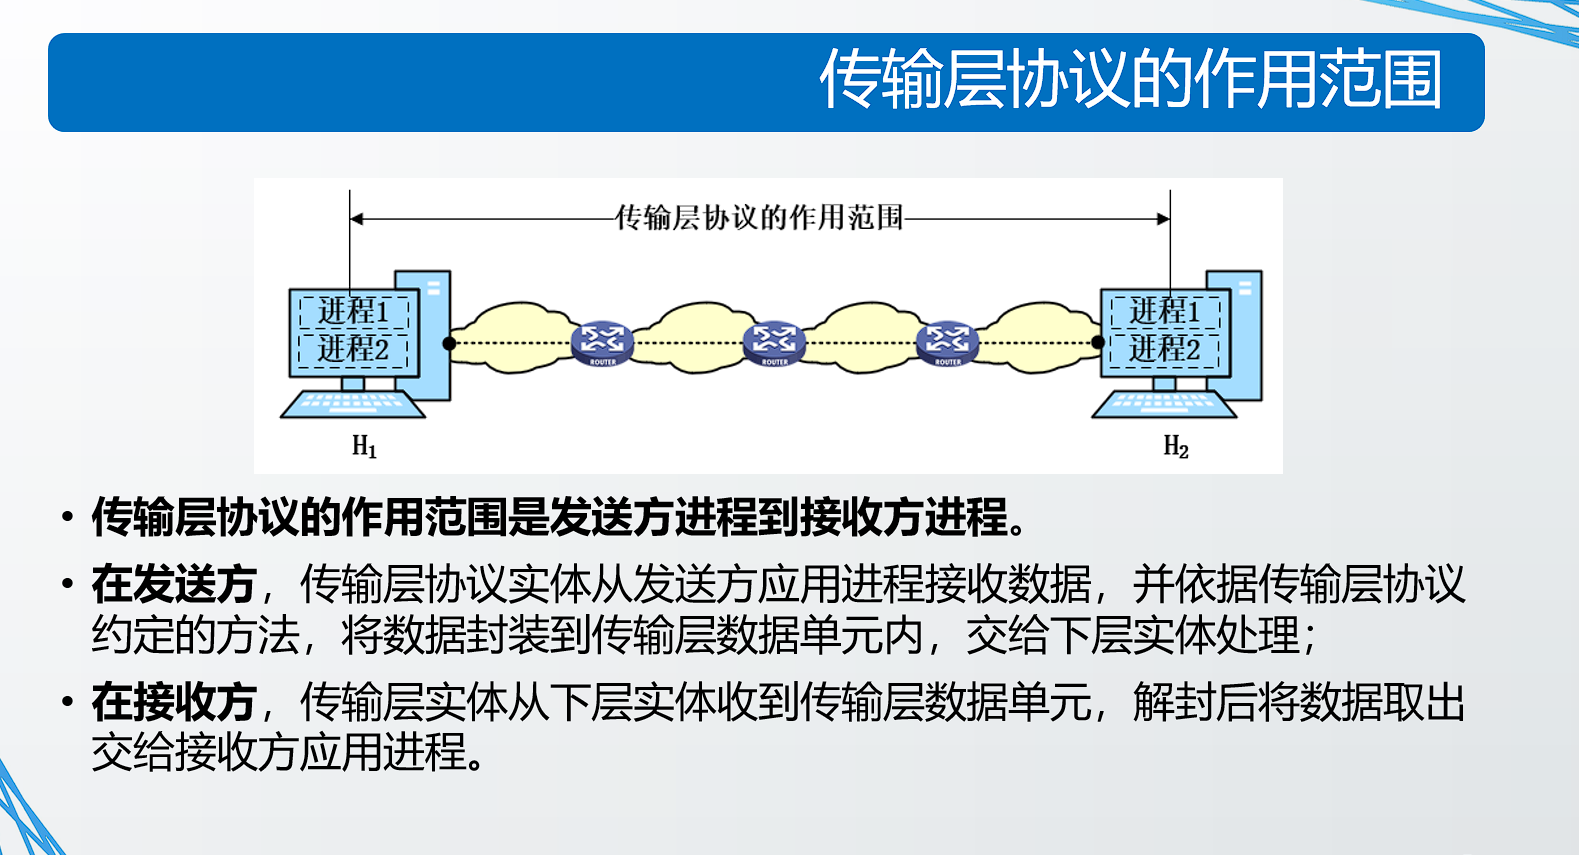 传输层协议的作用范围
传输层协议的作用范围
进程1
进程2
进程1
进程2
ROUTER
ROUTER
ROUTER
H1
H2
• 传输层协议的作用范围是发送方进程到接收方进程。
• 在发送方，传输层协议实体从发送方应用进程接收数据，并依据传输层协议
约定的方法，将数据封装到传输层数据单元内，交给下层实体处理；
• 在接收方，传输层实体从下层实体收到传输层数据单元，解封后将数据取出
交给接收方应用进程。